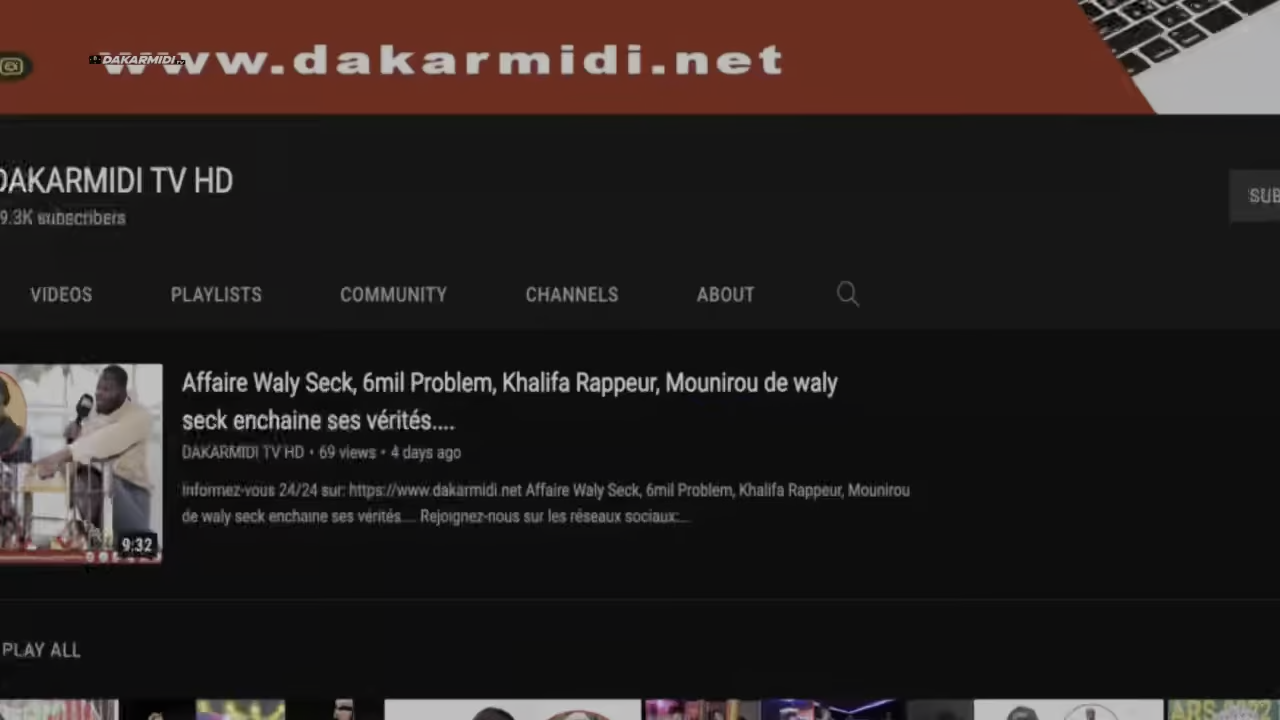 www.dakarmidi.net
DAKARMIDI
DAKARMIDI TV HD
9.3K subscribers
SUB
VIDEOS PLAYLISTS COMMUNITY CHANNELS ABOUT
Affaire Waly Seck, 6mil Problem, Khalifa Rappeur, Mounirou de waly
seck enchaine ses vérités....
DAKARMIDI TV HD • 69 views • 4 days ago
Informez-vous 24/24 sur: https://www.dakarmidi.net Affaire Waly Seck, 6mil Problem, Khalifa Rappeur, Mounirou
de waly seck enchaine ses vérités.... Rejoignez-nous sur les réseaux sociaux:...
9:32
PLAY ALL